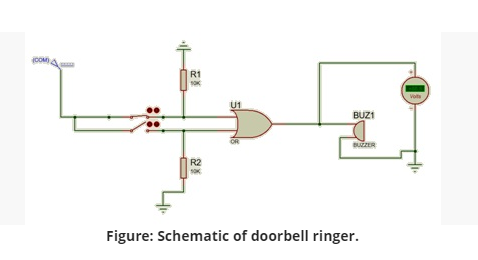 (COM)
R1
10K
U1
OR
BUZ1
BUZZER
Volts
R2
10K
Figure: Schematic of doorbell ringer.